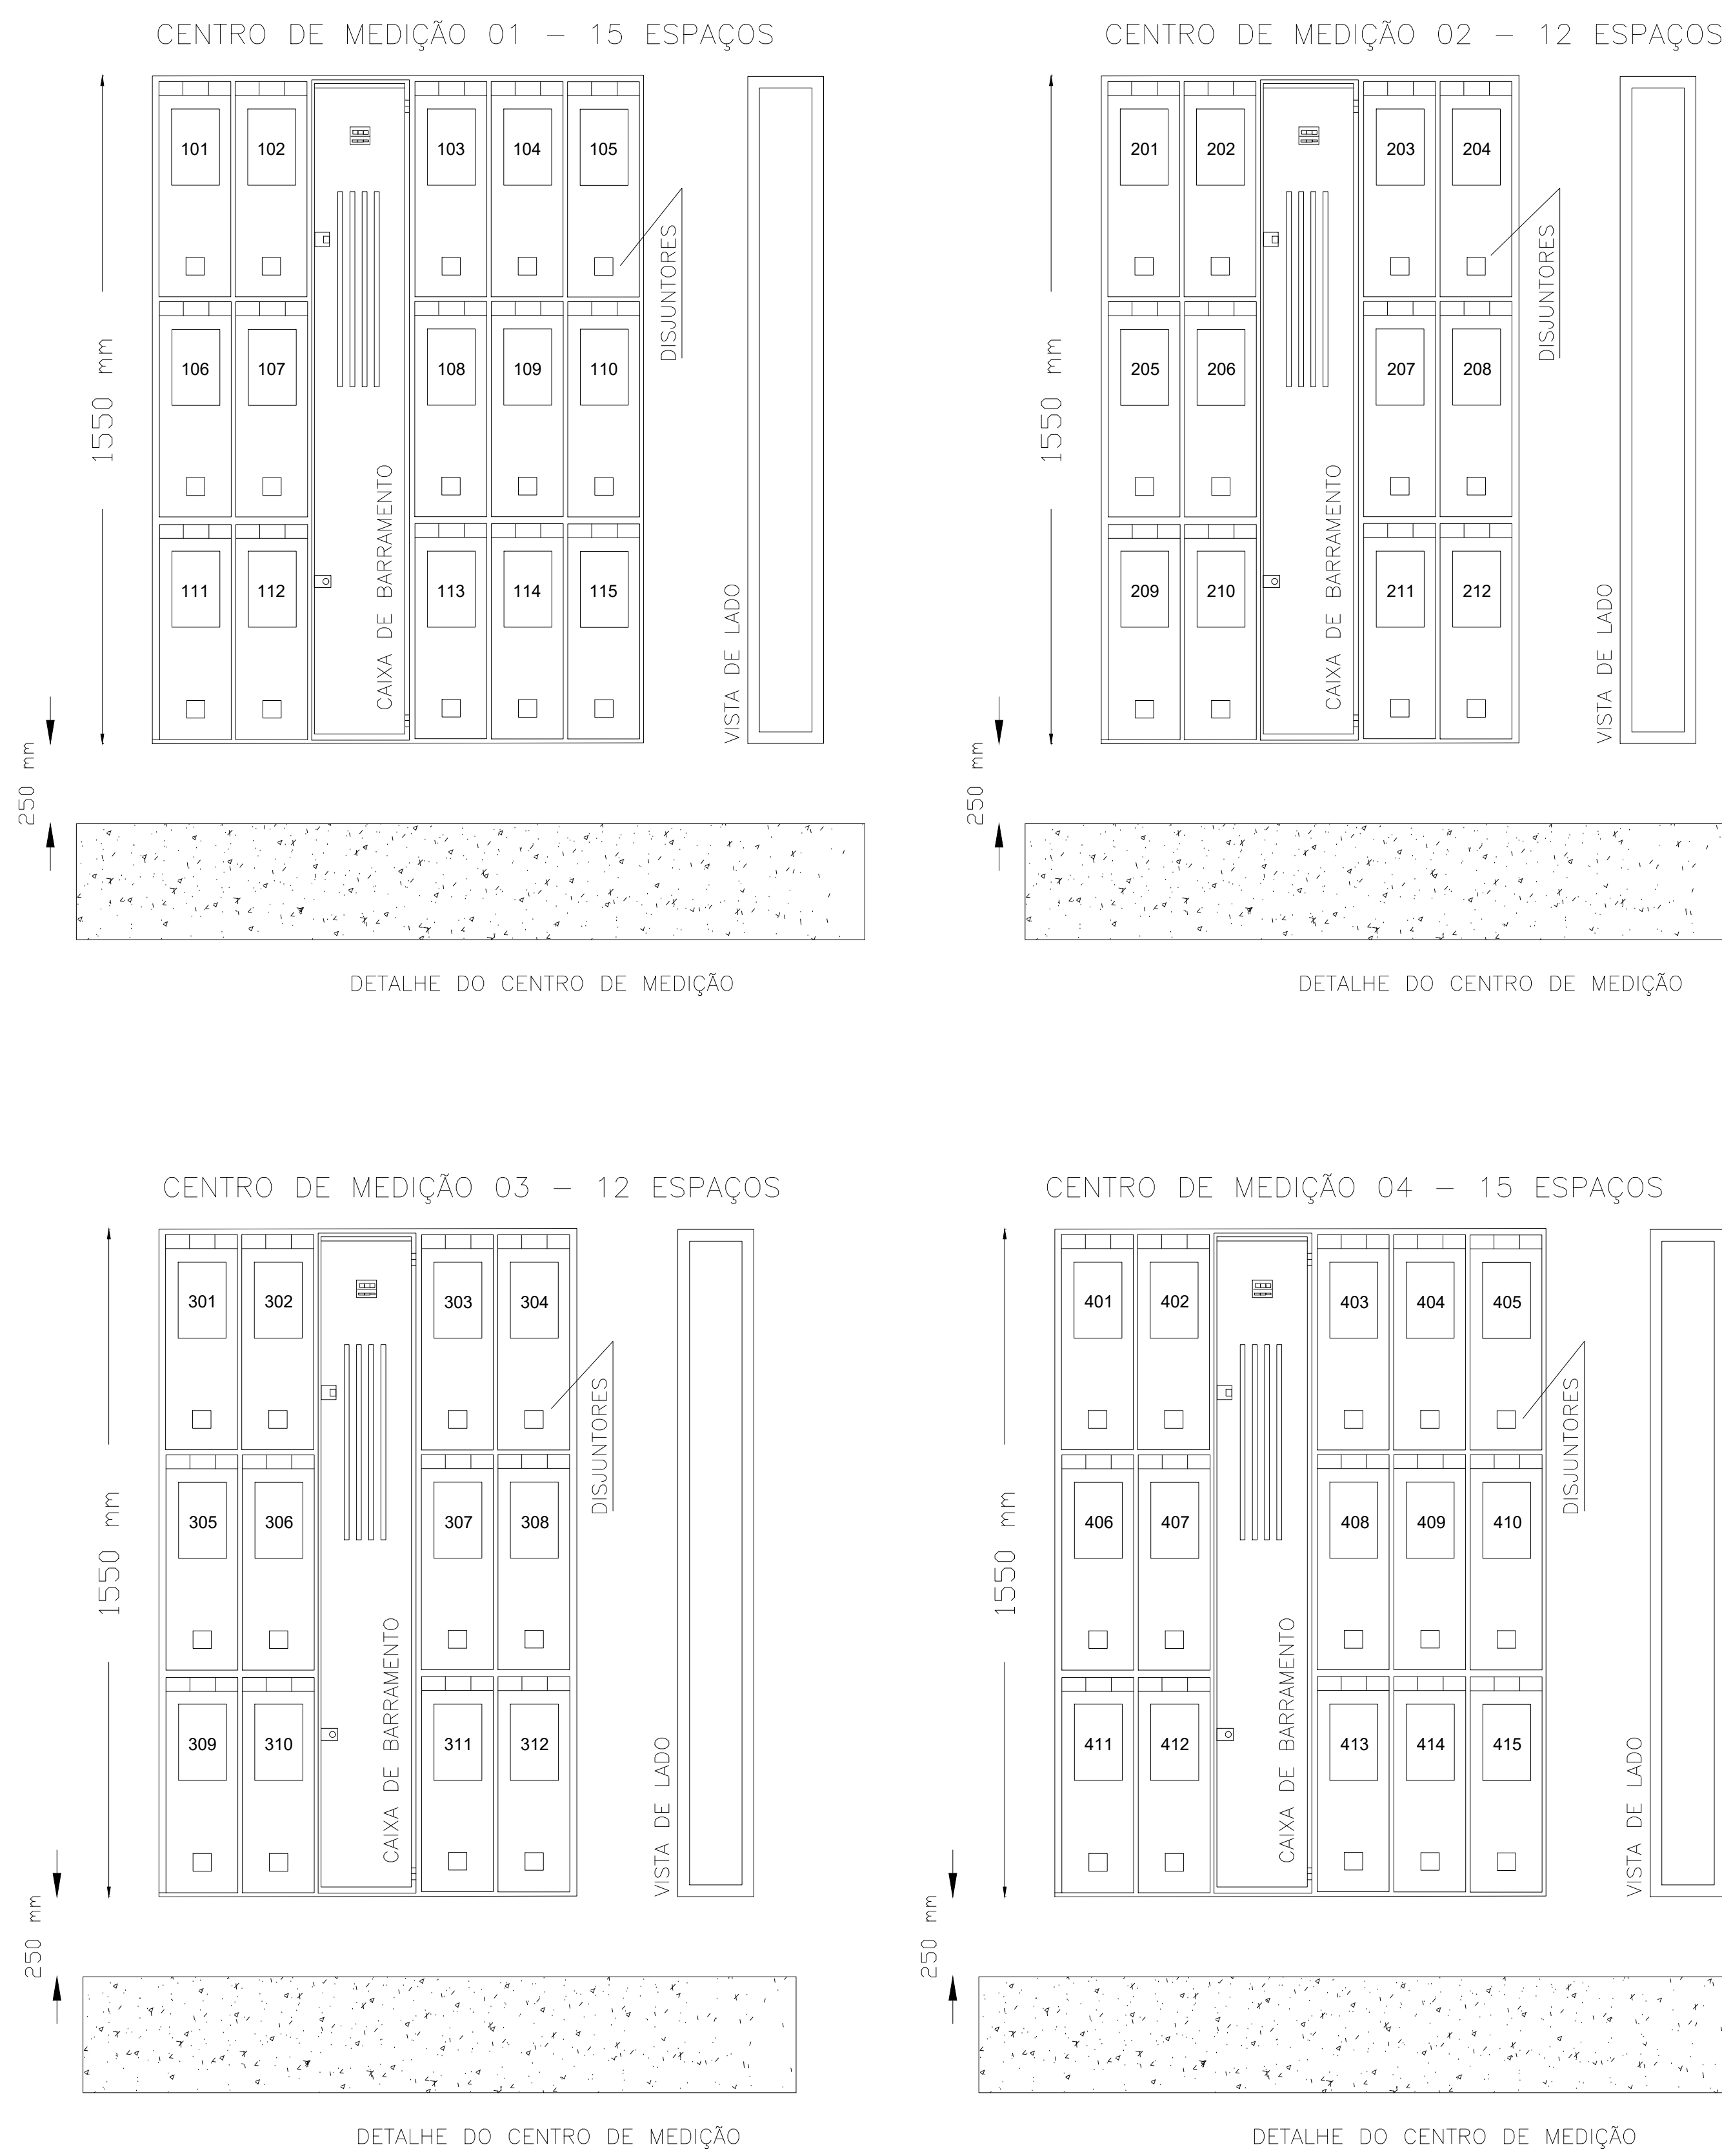 CENTRO DE MEDIÇÃO 01 – 15 ESPAÇOS
101 102 103 104 105
106 107 108 109 110
111 112 113 114 115
DISJUNTORES
CAIXA DE BARRAMENTO
VISTA DE LADO
1550 mm
250 mm
DETALHE DO CENTRO DE MEDIÇÃO
CENTRO DE MEDIÇÃO 02 – 12 ESPAÇOS
201 202 203 204
205 206 207 208
209 210 211 212
DISJUNTORES
CAIXA DE BARRAMENTO
VISTA DE LADO
1550 mm
250 mm
DETALHE DO CENTRO DE MEDIÇÃO
CENTRO DE MEDIÇÃO 03 – 12 ESPAÇOS
301 302 303 304
305 306 307 308
309 310 311 312
DISJUNTORES
CAIXA DE BARRAMENTO
VISTA DE LADO
1550 mm
250 mm
DETALHE DO CENTRO DE MEDIÇÃO
CENTRO DE MEDIÇÃO 04 – 15 ESPAÇOS
401 402 403 404 405
406 407 408 409 410
411 412 413 414 415
DISJUNTORES
CAIXA DE BARRAMENTO
VISTA DE LADO
1550 mm
250 mm
DETALHE DO CENTRO DE MEDIÇÃO